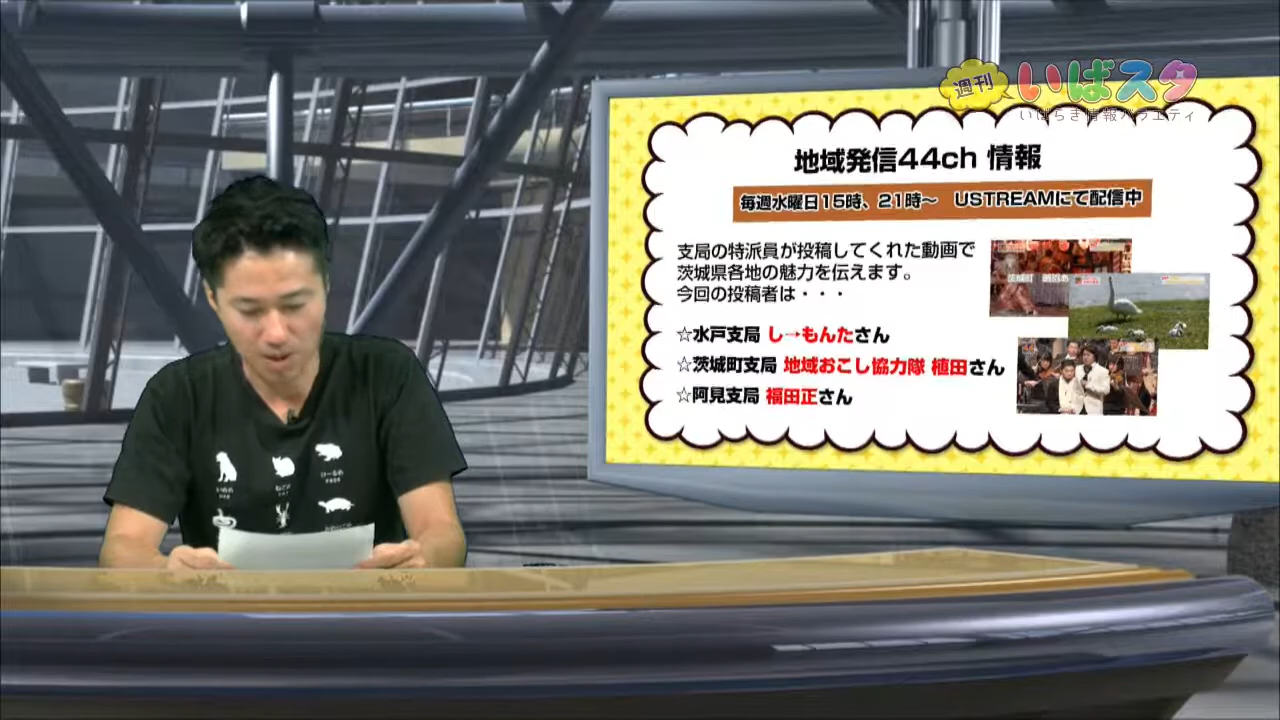 週刊 いばスタ
いばらき情報バラエティ
地域発信44ch 情報
毎週水曜日15時、21時～ USTREAMにて配信中
支局の特派員が投稿してくれた動画で
茨城県各地の魅力を伝えます。
今回の投稿者は・・・
☆水戸支局 し→もんたさん
☆茨城町支局 地域おこし協力隊 植田さん
☆阿見支局 福田正さん